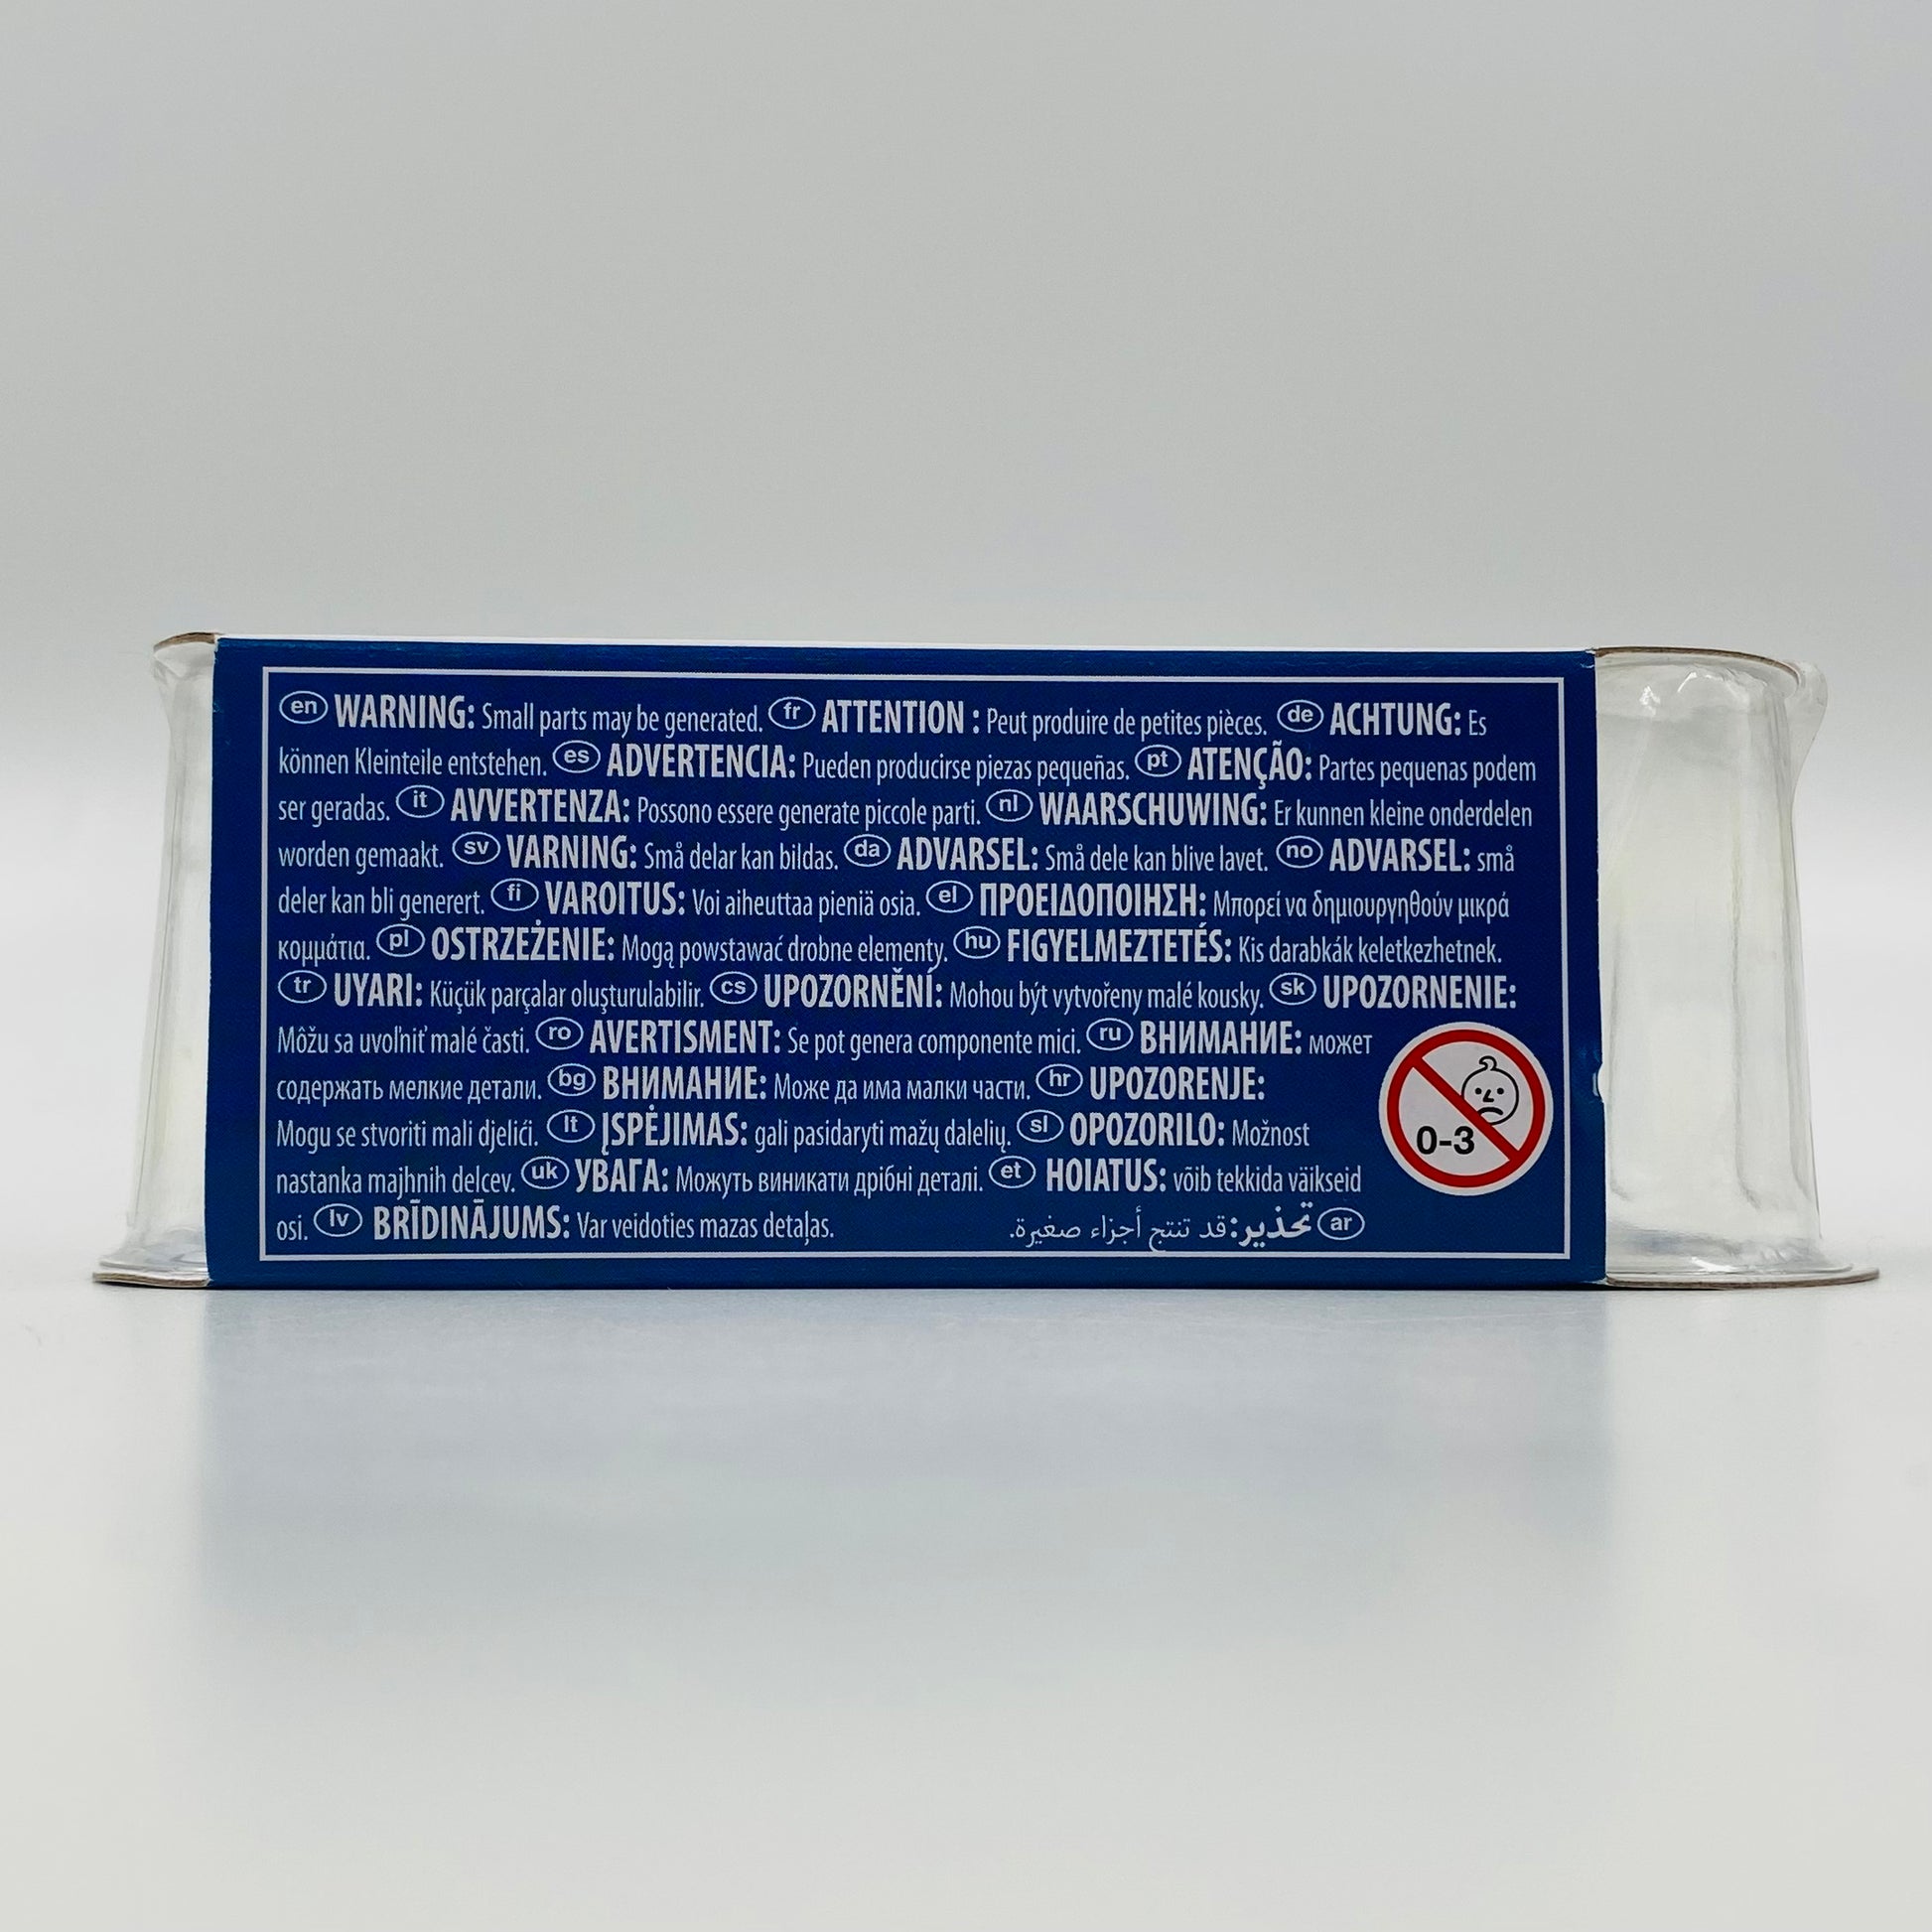 en WARNING: Small parts may be generated. fr ATTENTION : Peut produire de petites pièces. de ACHTUNG: Es
können Kleinteile entstehen. es ADVERTENCIA: Pueden producirse piezas pequeñas. pt ATENÇÃO: Partes pequenas podem
ser geradas. it AVVERTENZA: Possono essere generate piccole parti. nl WAARSCHUWING: Er kunnen kleine onderdelen
worden gemaakt. sv VARNING: Små delar kan bildas. da ADVARSEL: Små dele kan blive lavet. no ADVARSEL: små
deler kan bli generert. fi VAROITUS: Voi aiheuttaa pieniä osia. el ΠΡΟΕΙΔΟΠΟΙΗΣΗ: Μπορεί να δημιουργηθούν μικρά
κομμάτια. pl OSTRZEŻENIE: Mogą powstawać drobne elementy. hu FIGYELMEZTETÉS: Kis darabkák keletkezhetnek.
tr UYARI: Küçük parçalar oluşturulabilir. cs UPOZORNĚNÍ: Mohou být vytvořeny malé kousky. sk UPOZORNENIE:
Môžu sa uvoľniť malé časti. ro AVERTISMENT: Se pot genera componente mici. ru ВНИМАНИЕ: может
содержать мелкие детали. bg ВНИМАНИЕ: Може да има малки части. hr UPOZORENJE:
Mogu se stvoriti mali djelići. lt ĮSPĖJIMAS: gali pasidaryti mažų dalelių. sl OPOZORILO: Možnost
nastanka majhnih delcev. uk УВАГА: Можуть виникати дрібні деталі. et HOIATUS: võib tekkida väikseid
osi. lv BRĪDINĀJUMS: Var veidoties mazas detaļas.
ar تحذير: قد تنتج أجزاء صغيرة.
0-3